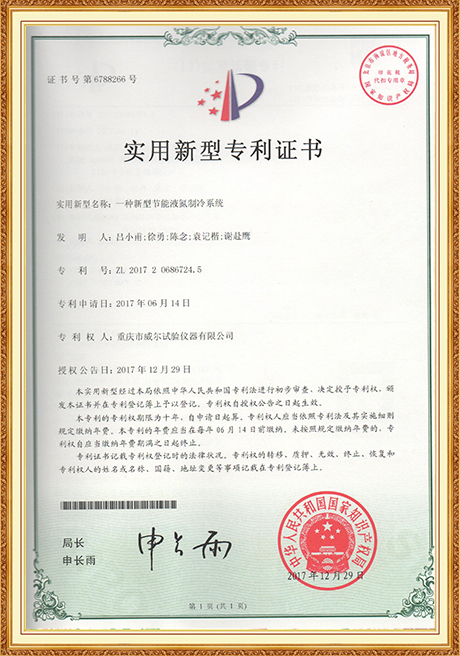 证书号第6788266号
印花税
代扣专用章
实用新型专利证书
实用新型名称：一种新型节能液氮制冷系统
发明人：吕小甫;徐勇;陈念;袁记楷;谢赴鹰
专利号：ZL 2017 2 0686724.5
专利申请日：2017年06月14日
专利权人：重庆市威尔试验仪器有限公司
授权公告日：2017年12月29日
本实用新型经过本局依照中华人民共和国专利法进行初步审查，决定授予专利权，颁
发本证书并在专利登记簿上予以登记。专利权自授权公告之日起生效。
本专利的专利权期限为十年，自申请日起算。专利权人应当依照专利法及其实施细则
规定缴纳年费。本专利的年费应当在每年06月14日前缴纳。未按照规定缴纳年费的，专
利权自应当缴纳年费期满之日起终止。
专利证书记载专利权登记时的法律状况。专利权的转移、质押、无效、终止、恢复和
专利权人的姓名或名称、国籍、地址变更等事项记载在专利登记簿上。
局长
申长雨
申长雨
中华人民共和国国家知识产权局
2017年12月29日
第1页(共1页)